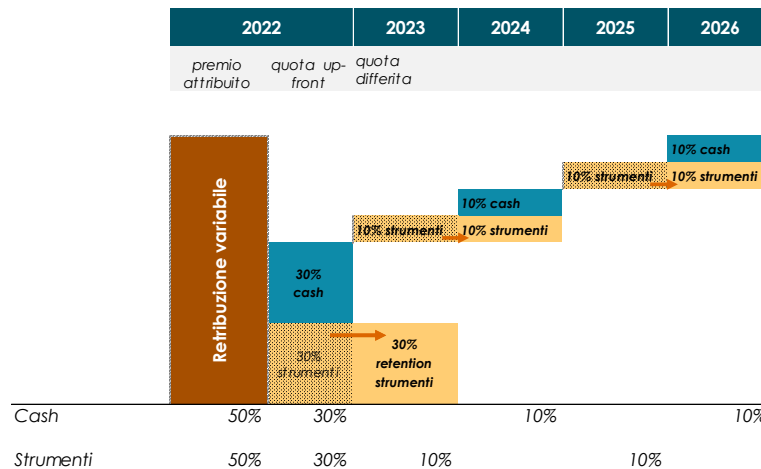 2022 2023 2024 2025 2026
premio attribuito
quota up-front
quota differita
10% cash
10% strumenti 10% strumenti
10% cash
10% strumenti 10% strumenti
Retribuzione variabile
30%
cash
30%
strumenti
30%
retention
strumenti
Cash 50% 30% 10% 10%
Strumenti 50% 30% 10% 10%